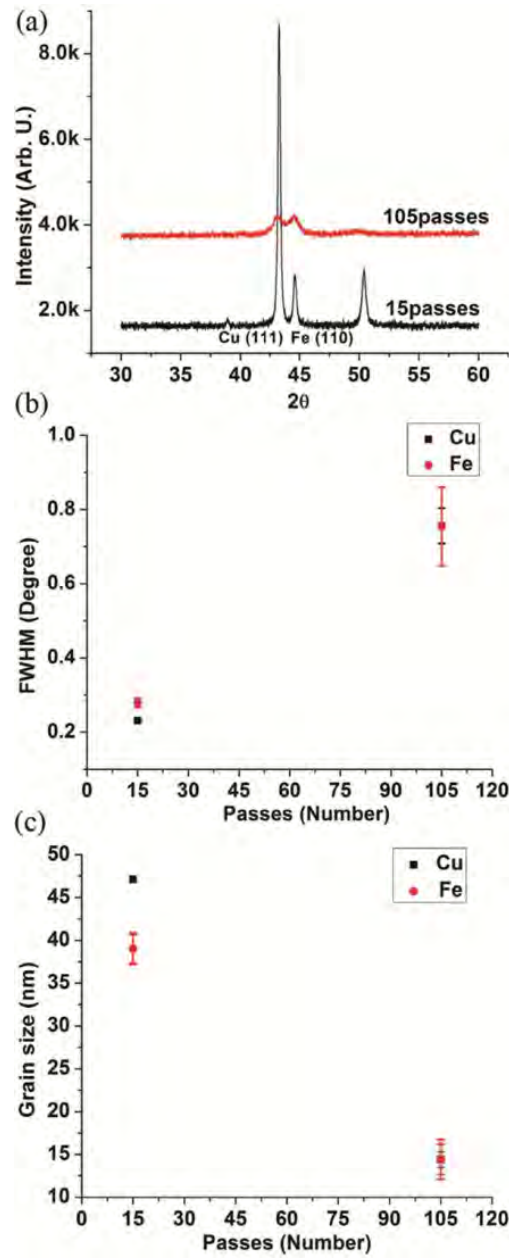 (a)
8.0k
6.0k
4.0k
2.0k
Intensity (Arb. U.)
105passes
15passes
Cu (111) Fe (110)
30 35 40 45 50 55 60
2θ
(b)
1.0
0.8
0.6
0.4
0.2
FWHM (Degree)
Cu
Fe
0 15 30 45 60 75 90 105 120
Passes (Number)
(c)
50
45
40
35
30
25
20
15
10
Grain size (nm)
Cu
Fe
0 15 30 45 60 75 90 105 120
Passes (Number)